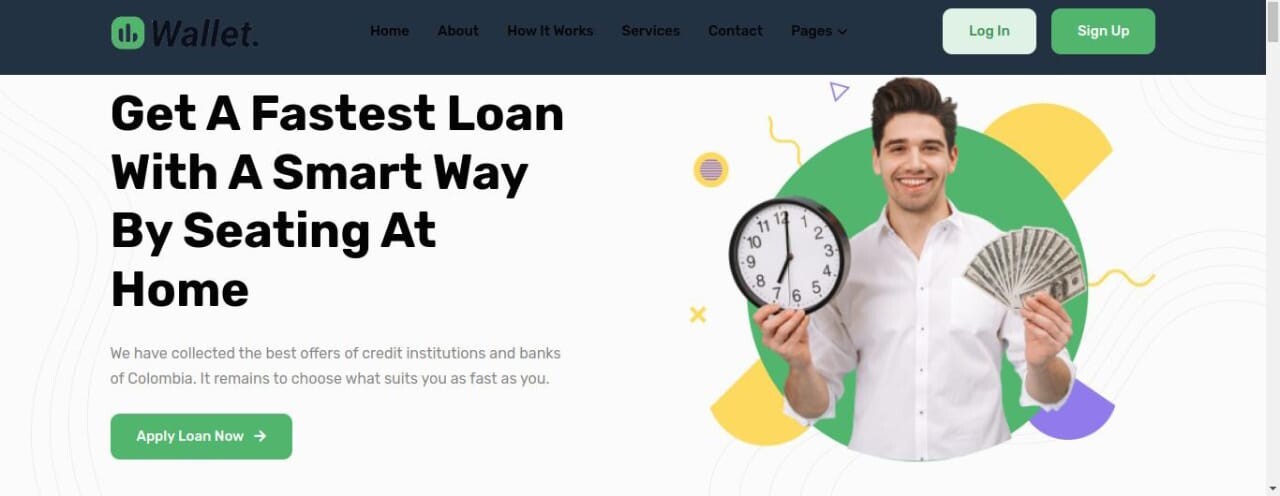 Wallet.
Home About How It Works Services Contact Pages
Log In
Sign Up
Get A Fastest Loan
With A Smart Way
By Seating At
Home
We have collected the best offers of credit institutions and banks
of Colombia. It remains to choose what suits you as fast as you.
Apply Loan Now
12
1
2
3
4
5
6
7
8
9
10
11